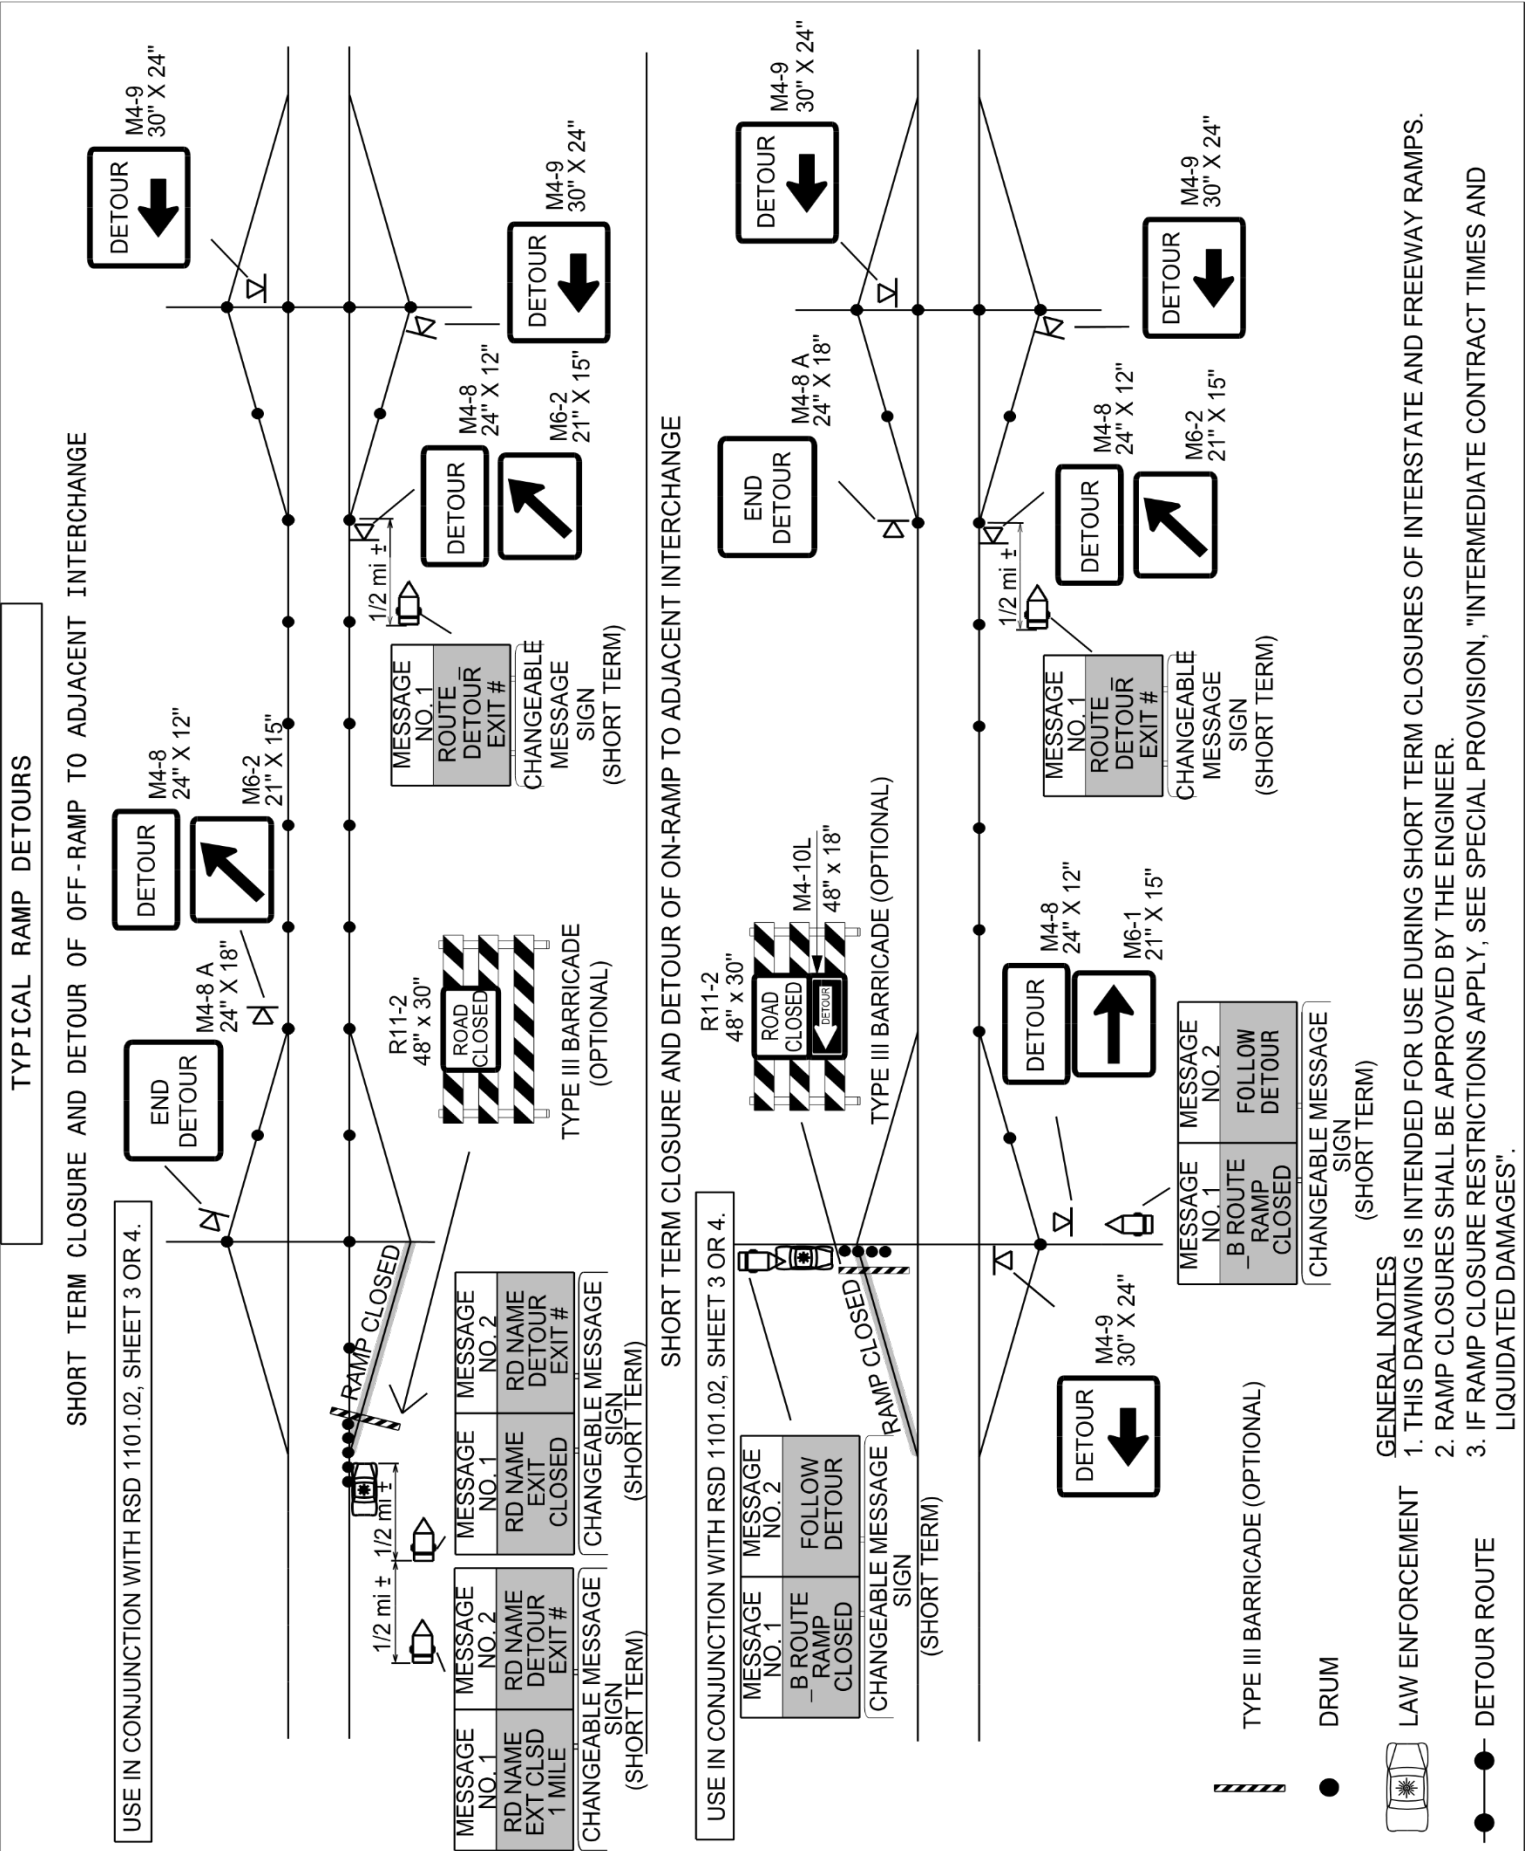 TYPICAL RAMP DETOURS
SHORT TERM CLOSURE AND DETOUR OF OFF-RAMP TO ADJACENT INTERCHANGE
USE IN CONJUNCTION WITH RSD 1101.02, SHEET 3 OR 4.
END
DETOUR
M4-8 A
24" X 18"
DETOUR
M4-8
24" X 12"
M6-2
21" X 15"
DETOUR
M4-9
30" X 24"
RAMP CLOSED
1/2 mi ±
1/2 mi ±
MESSAGE
NO. 1
RD NAME
EXT CLSD
1 MILE
MESSAGE
NO. 2
RD NAME
DETOUR
EXIT #
CHANGEABLE MESSAGE
SIGN
(SHORT TERM)
MESSAGE
NO. 1
RD NAME
EXIT
CLOSED
MESSAGE
NO. 2
RD NAME
DETOUR
EXIT #
CHANGEABLE MESSAGE
SIGN
(SHORT TERM)
R11-2
48" x 30"
ROAD
CLOSED
TYPE III BARRICADE
(OPTIONAL)
1/2 mi ±
MESSAGE
NO. 1
ROUTE
DETOUR_
EXIT #
CHANGEABLE
MESSAGE
SIGN
(SHORT TERM)
DETOUR
M4-8
24" X 12"
M6-2
21" X 15"
DETOUR
M4-9
30" X 24"
SHORT TERM CLOSURE AND DETOUR OF ON-RAMP TO ADJACENT INTERCHANGE
USE IN CONJUNCTION WITH RSD 1101.02, SHEET 3 OR 4.
MESSAGE
NO. 1
_B ROUTE
RAMP
CLOSED
MESSAGE
NO. 2
FOLLOW
DETOUR
CHANGEABLE MESSAGE
SIGN
(SHORT TERM)
RAMP CLOSED
R11-2
48" x 30"
ROAD
CLOSED
DETOUR
M4-10L
48" x 18"
TYPE III BARRICADE (OPTIONAL)
END
DETOUR
M4-8 A
24" X 18"
DETOUR
M4-9
30" X 24"
DETOUR
M4-9
30" X 24"
MESSAGE
NO. 1
_B ROUTE
RAMP
CLOSED
MESSAGE
NO. 2
FOLLOW
DETOUR
CHANGEABLE MESSAGE
SIGN
(SHORT TERM)
DETOUR
M4-8
24" X 12"
M6-1
21" X 15"
1/2 mi ±
MESSAGE
NO. 1
ROUTE
DETOUR_
EXIT #
CHANGEABLE
MESSAGE
SIGN
(SHORT TERM)
DETOUR
M4-8
24" X 12"
M6-2
21" X 15"
DETOUR
M4-9
30" X 24"
TYPE III BARRICADE (OPTIONAL)
DRUM
LAW ENFORCEMENT
DETOUR ROUTE
GENERAL NOTES
1. THIS DRAWING IS INTENDED FOR USE DURING SHORT TERM CLOSURES OF INTERSTATE AND FREEWAY RAMPS.
2. RAMP CLOSURES SHALL BE APPROVED BY THE ENGINEER.
3. IF RAMP CLOSURE RESTRICTIONS APPLY, SEE SPECIAL PROVISION, "INTERMEDIATE CONTRACT TIMES AND
LIQUIDATED DAMAGES".